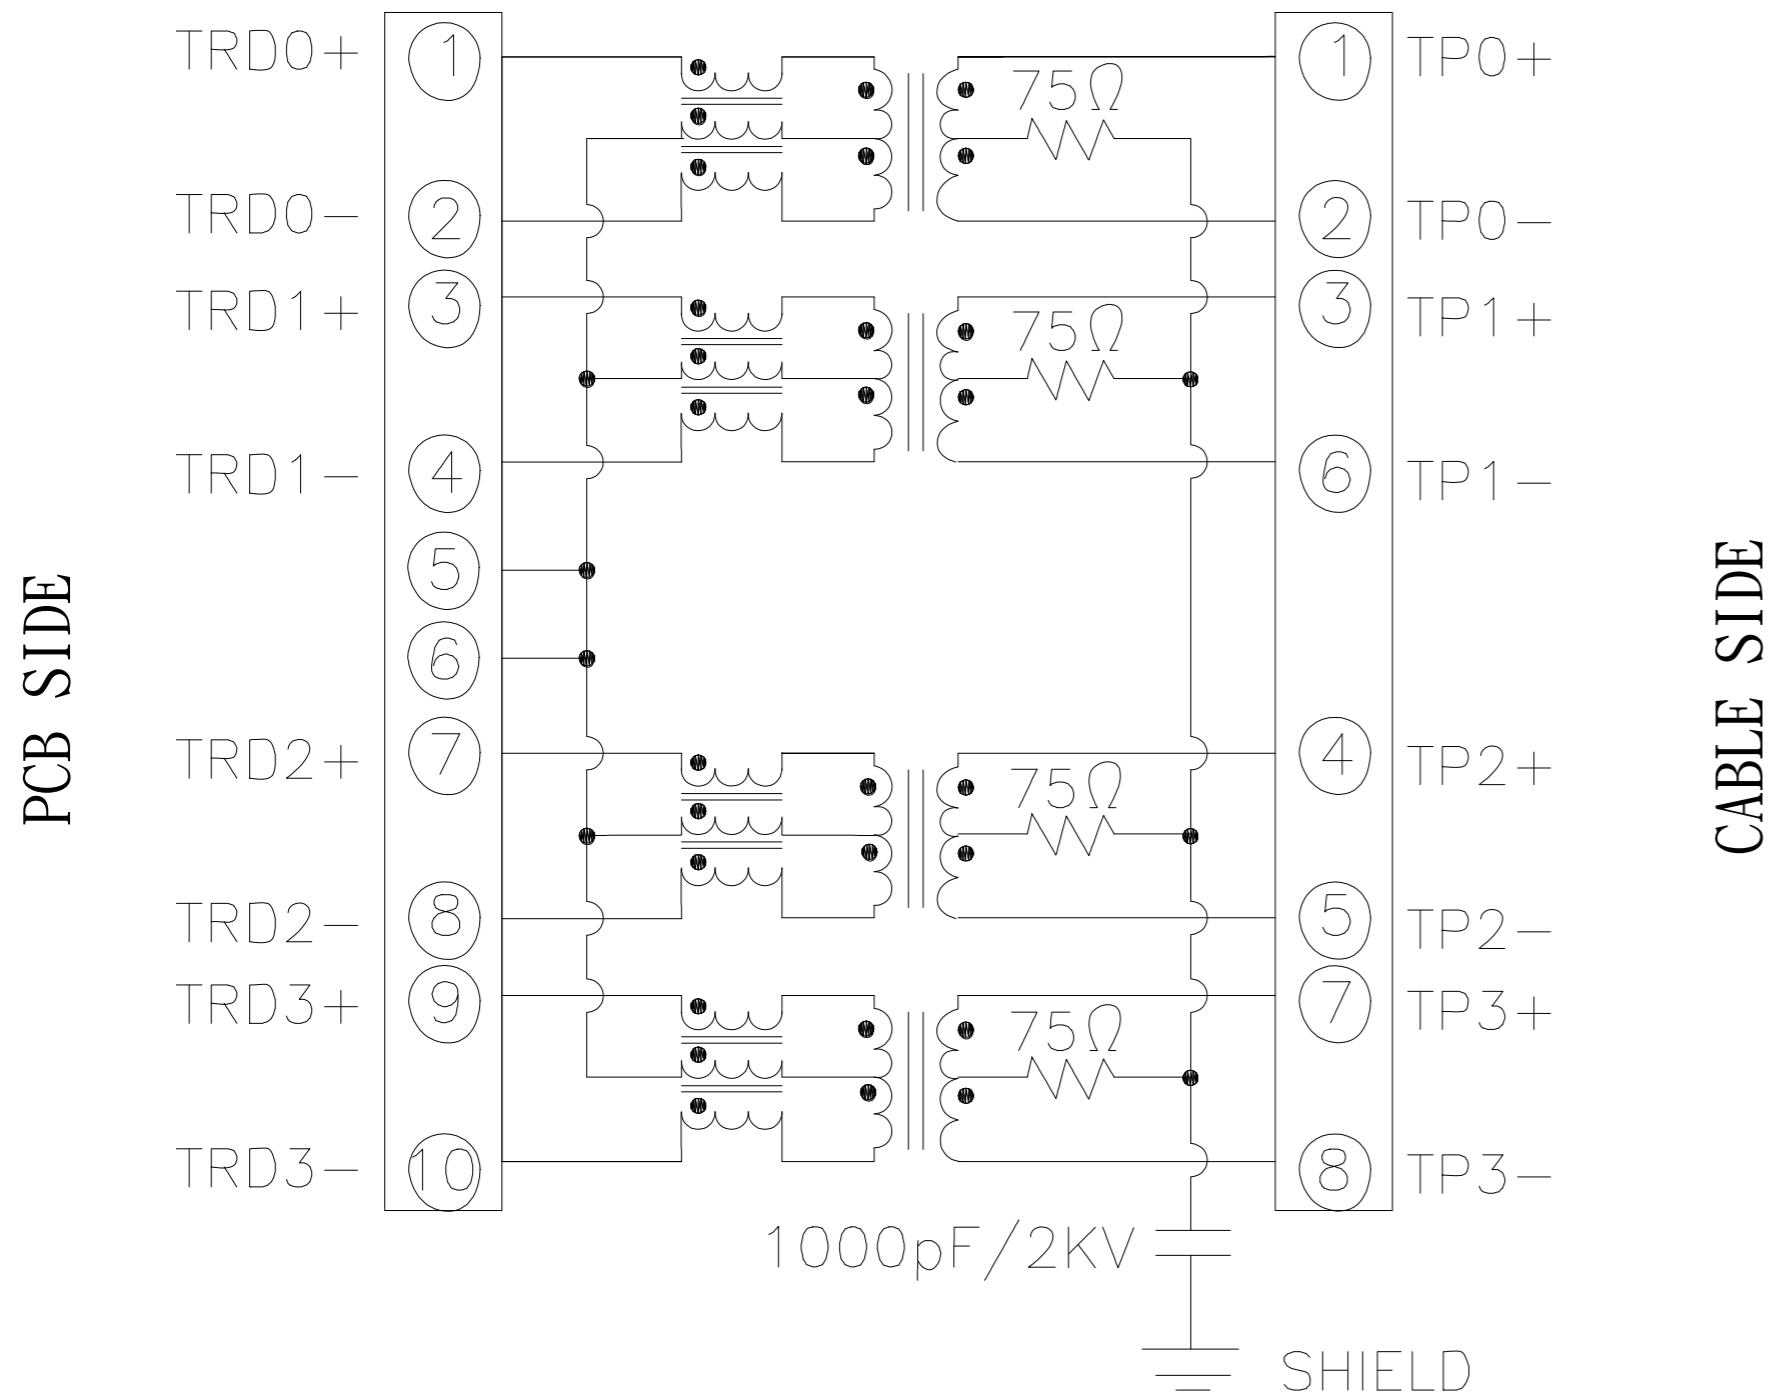 TRD0+ 1 1 TP0+
75Ω
TRD0- 2 2 TP0-
TRD1+ 3 3 TP1+
75Ω
TRD1- 4 6 TP1-
5
6
PCB SIDE
CABLE SIDE
TRD2+ 7 4 TP2+
75Ω
TRD2- 8 5 TP2-
TRD3+ 9 7 TP3+
75Ω
TRD3- 10 8 TP3-
1000pF/2KV
SHIELD